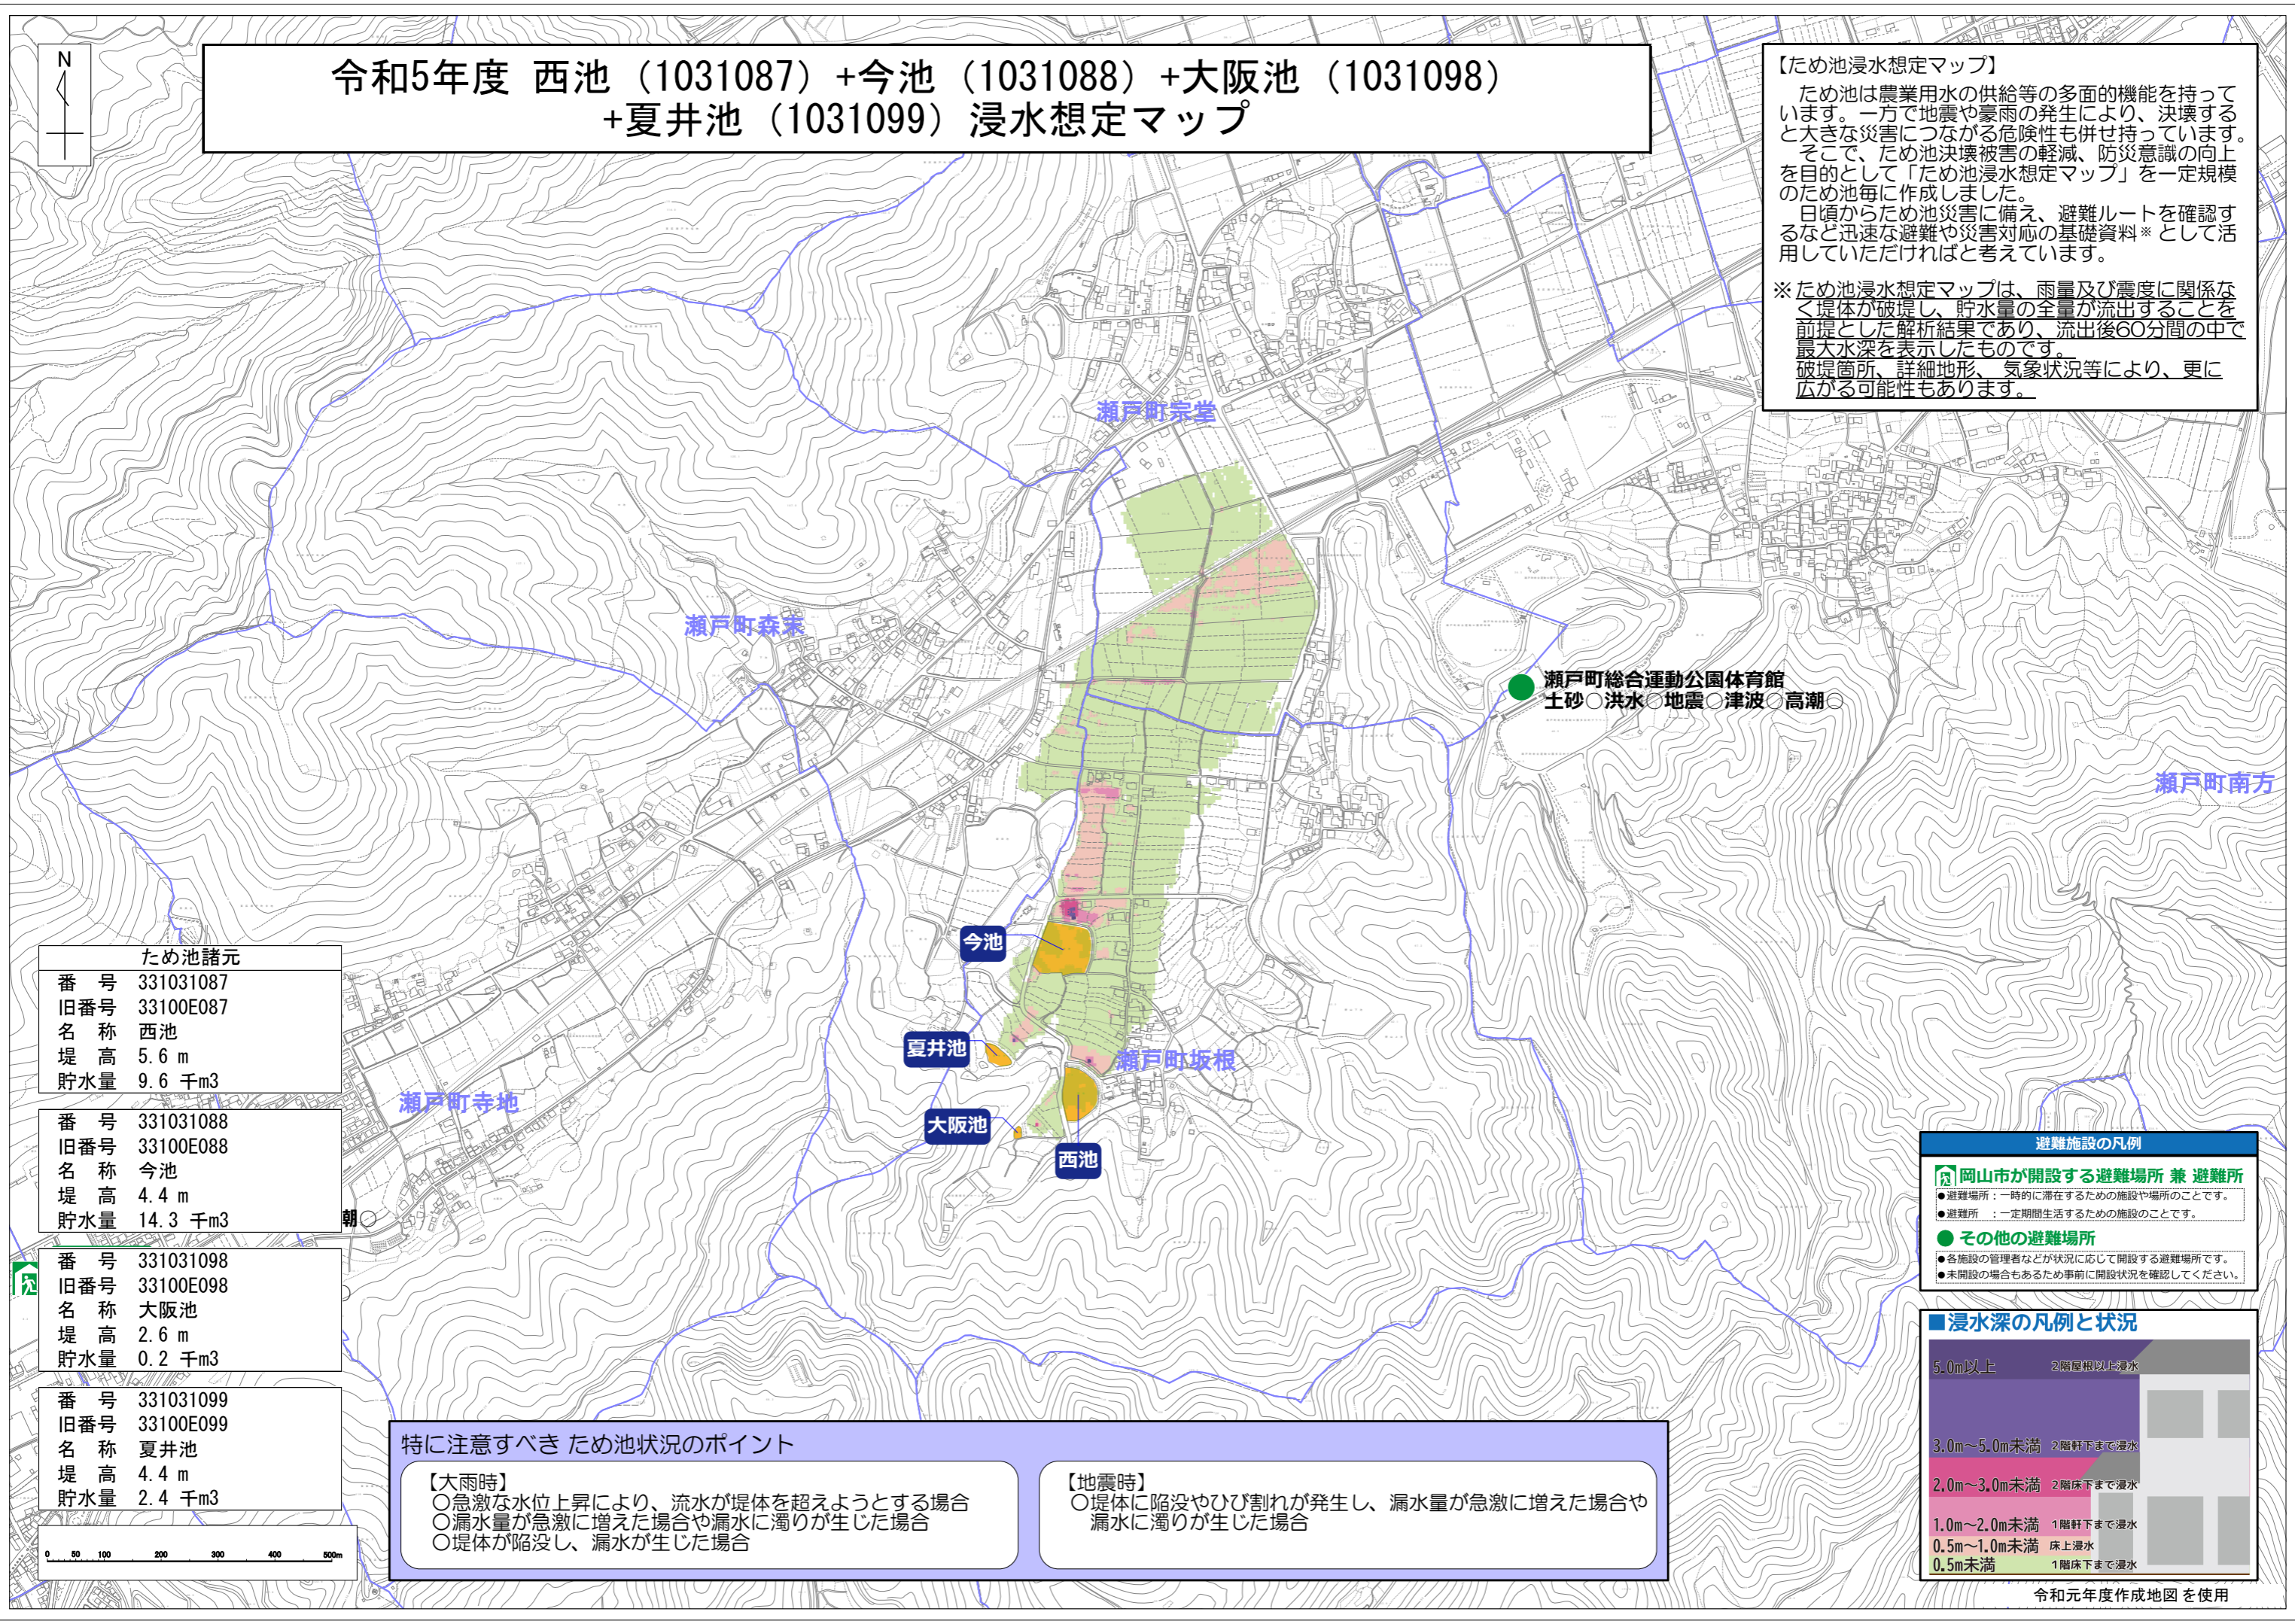 N
令和5年度 西池（1031087）+今池（1031088）+大阪池（1031098）
+夏井池（1031099）浸水想定マップ
【ため池浸水想定マップ】
ため池は農業用水の供給等の多面的機能を持って
います。一方で地震や豪雨の発生により、決壊する
と大きな災害につながる危険性も併せ持っています。
そこで、ため池決壊被害の軽減、防災意識の向上
を目的として「ため池浸水想定マップ」を一定規模
のため池毎に作成しました。
日頃からため池災害に備え、避難ルートを確認す
るなど迅速な避難や災害対応の基礎資料※として活
用していただければと考えています。
※ため池浸水想定マップは、雨量及び震度に関係な
く堤体が破堤し、貯水量の全量が流出することを
前提とした解析結果であり、流出後60分間の中で
最大水深を表示したものです。
破堤箇所、詳細地形、気象状況等により、更に
広がる可能性もあります。
瀬戸町宗堂
瀬戸町森末
瀬戸町総合運動公園体育館
土砂○洪水○地震○津波○高潮○
瀬戸町南方
今池
夏井池
瀬戸町坂根
大阪池
西池
瀬戸町寺地
朝○
ため池諸元
番 号 331031087
旧番号 33100E087
名 称 西池
堤 高 5.6 m
貯水量 9.6 千m3
番 号 331031088
旧番号 33100E088
名 称 今池
堤 高 4.4 m
貯水量 14.3 千m3
番 号 331031098
旧番号 33100E098
名 称 大阪池
堤 高 2.6 m
貯水量 0.2 千m3
番 号 331031099
旧番号 33100E099
名 称 夏井池
堤 高 4.4 m
貯水量 2.4 千m3
0 50 100 200 300 400 500m
特に注意すべき ため池状況のポイント
【大雨時】
○急激な水位上昇により、流水が堤体を超えようとする場合
○漏水量が急激に増えた場合や漏水に濁りが生じた場合
○堤体が陥没し、漏水が生じた場合
【地震時】
○堤体に陥没やひび割れが発生し、漏水量が急激に増えた場合や
漏水に濁りが生じた場合
避難施設の凡例
岡山市が開設する避難場所 兼 避難所
●避難場所：一時的に滞在するための施設や場所のことです。
●避難所 ：一定期間生活するための施設のことです。
●その他の避難場所
●各施設の管理者などが状況に応じて開設する避難場所です。
●未開設の場合もあるため事前に開設状況を確認してください。
■浸水深の凡例と状況
5.0m以上 2階屋根以上浸水
3.0m～5.0m未満 2階軒下まで浸水
2.0m～3.0m未満 2階床下まで浸水
1.0m～2.0m未満 1階軒下まで浸水
0.5m～1.0m未満 床上浸水
0.5m未満 1階床下まで浸水
令和元年度作成地図を使用